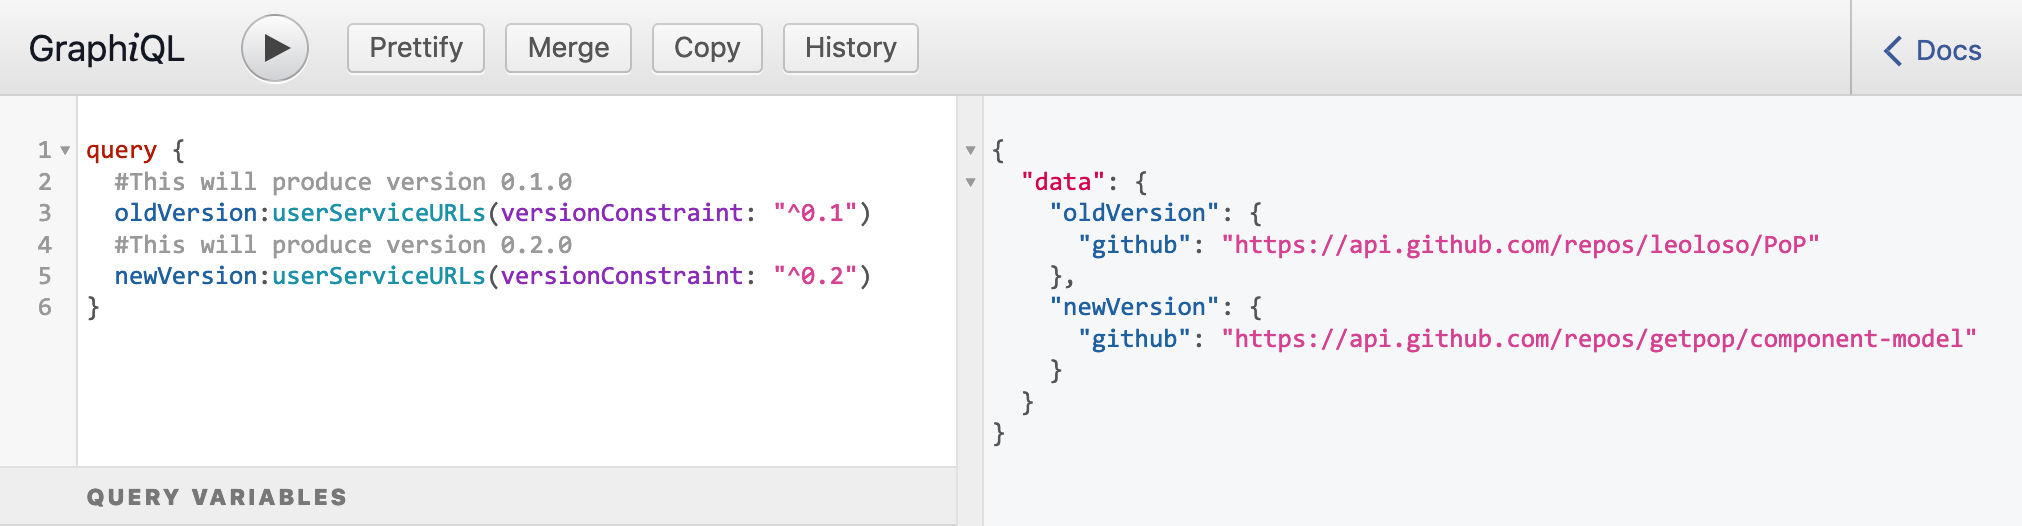 GraphiQL Prettify Merge Copy History Docs
1 query {
2 #This will produce version 0.1.0
3 oldVersion:userServiceURLs(versionConstraint: "^0.1")
4 #This will produce version 0.2.0
5 newVersion:userServiceURLs(versionConstraint: "^0.2")
6 }
QUERY VARIABLES
{
"data": {
"oldVersion": {
"github": "https://api.github.com/repos/leoloso/PoP"
},
"newVersion": {
"github": "https://api.github.com/repos/getpop/component-model"
}
}
}